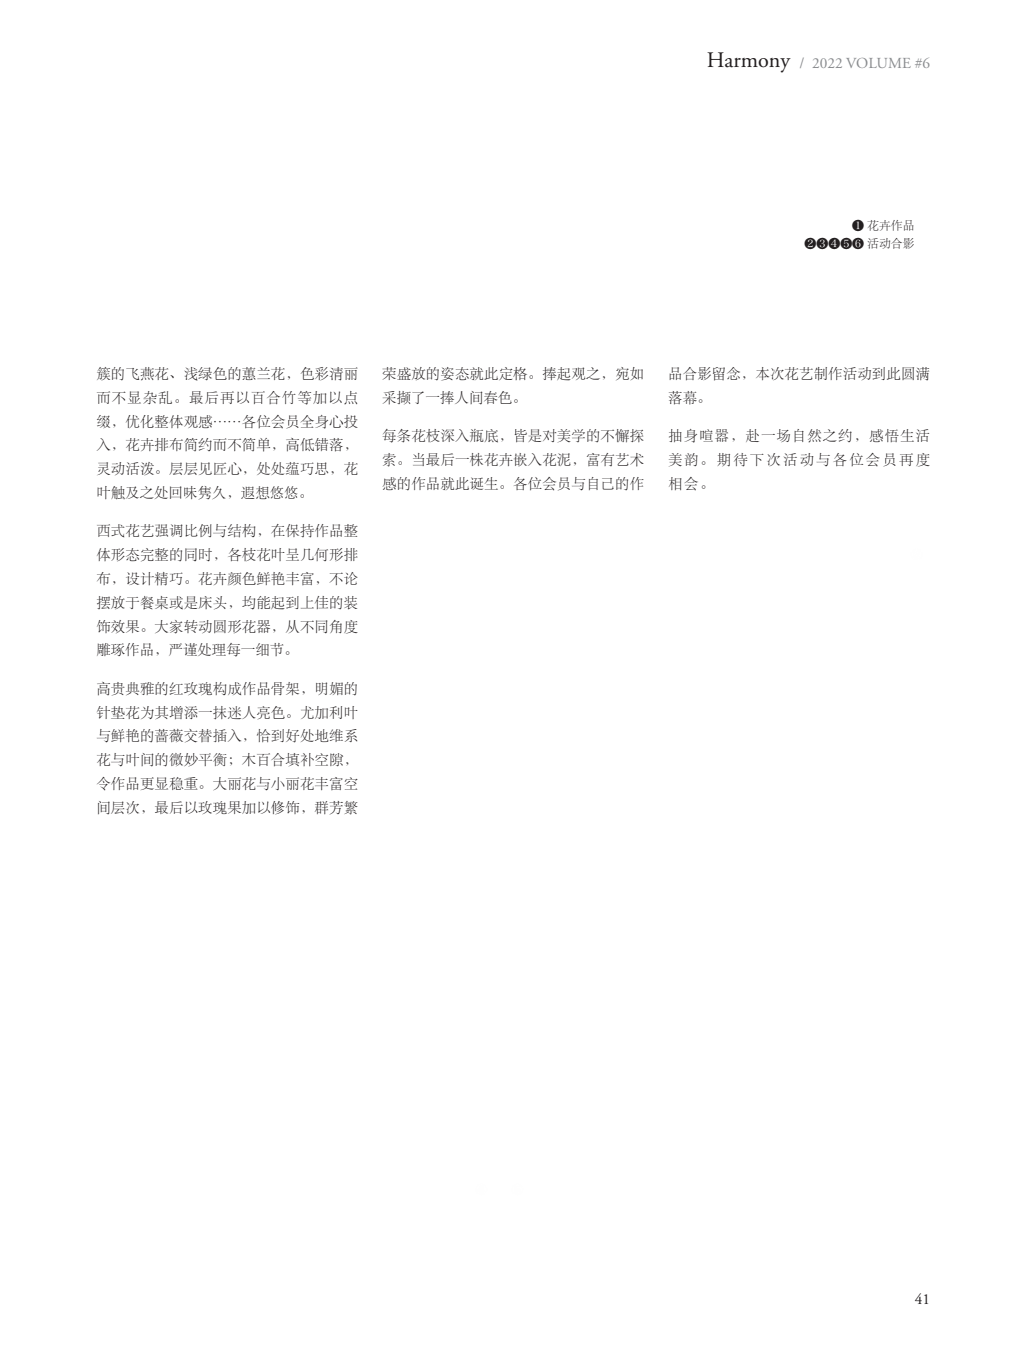 Harmony / 2022 VOLUME #6
❶ 花卉作品
❷❸❹❺❻ 活动合影
簇的飞燕花、浅绿色的蕙兰花，色彩清丽
而不显杂乱。最后再以百合竹等加以点
缀，优化整体观感……各位会员全身心投
入，花卉排布简约而不简单，高低错落，
灵动活泼。层层见匠心，处处蕴巧思，花
叶触及之处回味隽久，遐想悠悠。
西式花艺强调比例与结构，在保持作品整
体形态完整的同时，各枝花叶呈几何形排
布，设计精巧。花卉颜色鲜艳丰富，不论
摆放于餐桌或是床头，均能起到上佳的装
饰效果。大家转动圆形花器，从不同角度
雕琢作品，严谨处理每一细节。
高贵典雅的红玫瑰构成作品骨架，明媚的
针垫花为其增添一抹迷人亮色。尤加利叶
与鲜艳的蔷薇交替插入，恰到好处地维系
花与叶间的微妙平衡；木百合填补空隙，
令作品更显稳重。大丽花与小丽花丰富空
间层次，最后以玫瑰果加以修饰，群芳繁
荣盛放的姿态就此定格。捧起观之，宛如
采撷了一捧人间春色。
每条花枝深入瓶底，皆是对美学的不懈探
索。当最后一株花卉嵌入花泥，富有艺术
感的作品就此诞生。各位会员与自己的作
品合影留念，本次花艺制作活动到此圆满
落幕。
抽身喧嚣，赴一场自然之约，感悟生活
美韵。期待下次活动与各位会员再度
相会。
41